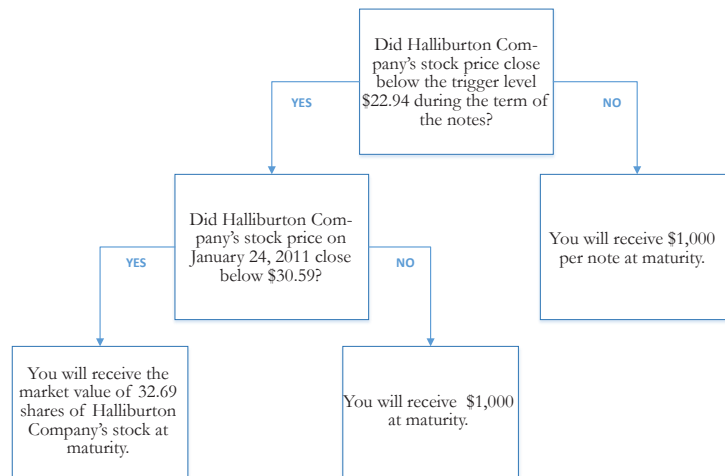 Did Halliburton Com-
pany's stock price close
below the trigger level
$22.94 during the term of
the notes?
YES
NO
Did Halliburton Com-
pany's stock price on
January 24, 2011 close
below $30.59?
You will receive $1,000
per note at maturity.
YES
NO
You will receive the
market value of 32.69
shares of Halliburton
Company's stock at
maturity.
You will receive $1,000
at maturity.